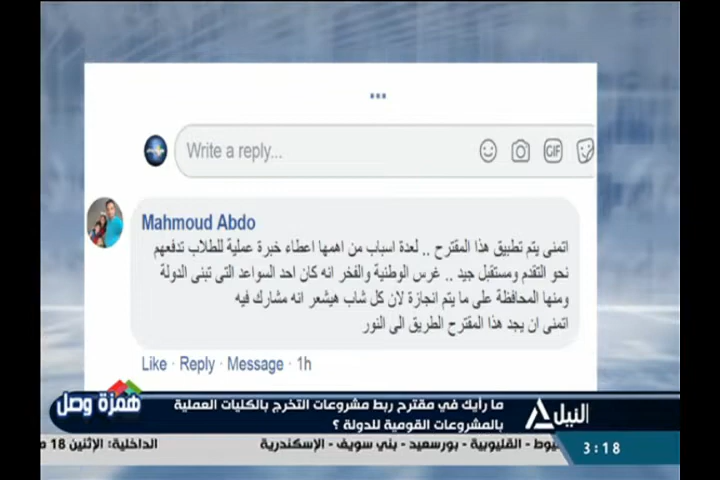 Write a reply...
GIF
Mahmoud Abdo
اتمنى يتم تطبيق هذا المقترح .. لعدة اسباب من اهمها اعطاء خبرة عملية للطلاب تدفعهم
نحو التقدم ومستقبل جيد .. غرس الوطنية والفخر انه كان احد السواعد التى تبنى الدولة
ومنها المحافظة على ما يتم انجازة لان كل شاب هيشعر انه مشارك فيه
اتمنى ان يجد هذا المقترح الطريق الى النور
Like · Reply · Message · 1h
همزة وصل
ما رأيك في مقترح ربط مشروعات التخرج بالكليات العملية
بالمشروعات القومية للدولة ؟
النيل
يوط - القليوبية - بورسعيد - بني سويف - الإسكندرية
الداخلية: الإثنين 18 م
3:18